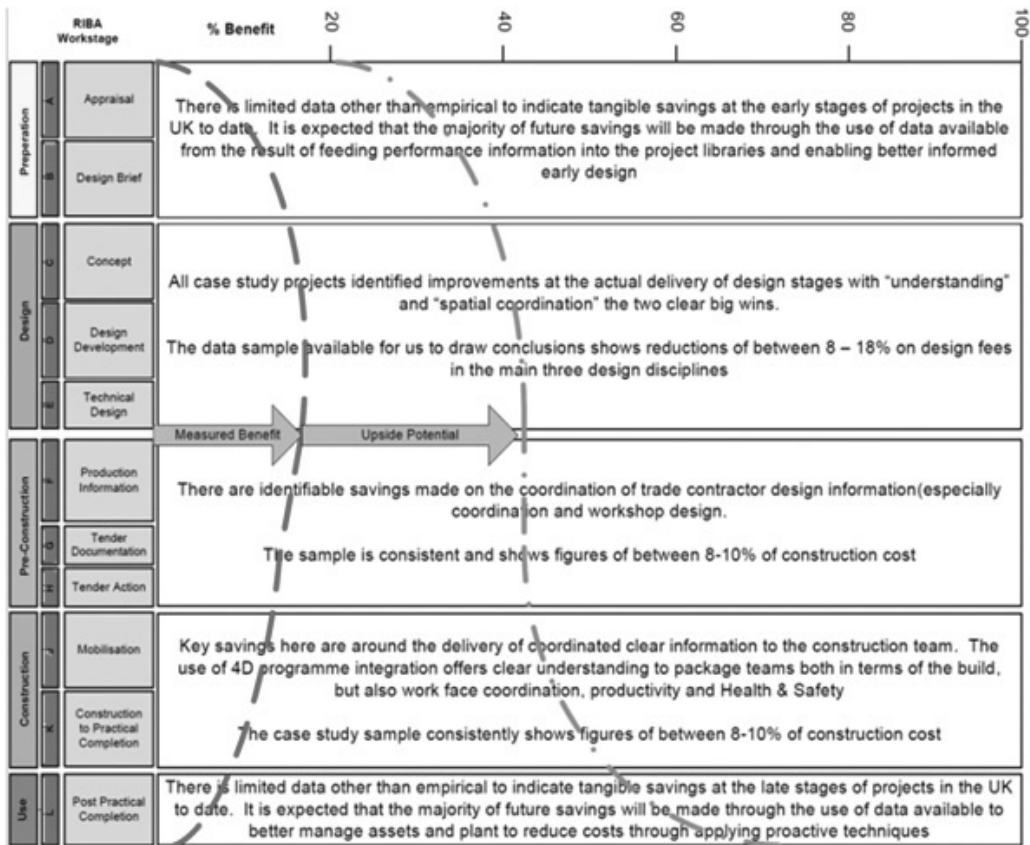 RIBA
Workstage
% Benefit
20
40
60
80
100
Preperation
A
Appraisal
B
Design Brief
There is limited data other than empirical to indicate tangible savings at the early stages of projects in the
UK to date. It is expected that the majority of future savings will be made through the use of data available
from the result of feeding performance information into the project libraries and enabling better informed
early design
Design
C
Concept
D
Design
Development
E
Technical
Design
All case study projects identified improvements at the actual delivery of design stages with “understanding”
and “spatial coordination” the two clear big wins.
The data sample available for us to draw conclusions shows reductions of between 8 – 18% on design fees
in the main three design disciplines
Measured Benefit
Upside Potential
Pre-Construction
F
Production
Information
G
Tender
Documentation
H
Tender Action
There are identifiable savings made on the coordination of trade contractor design information(especially
coordination and workshop design.
The sample is consistent and shows figures of between 8-10% of construction cost
Construction
J
Mobilisation
K
Construction
to Practical
Completion
Key savings here are around the delivery of coordinated clear information to the construction team. The
use of 4D programme integration offers clear understanding to package teams both in terms of the build,
but also work face coordination, productivity and Health & Safety
The case study sample consistently shows figures of between 8-10% of construction cost
Use
L
Post Practical
Completion
There is limited data other than empirical to indicate tangible savings at the late stages of projects in the UK
to date. It is expected that the majority of future savings will be made through the use of data available to
better manage assets and plant to reduce costs through applying proactive techniques